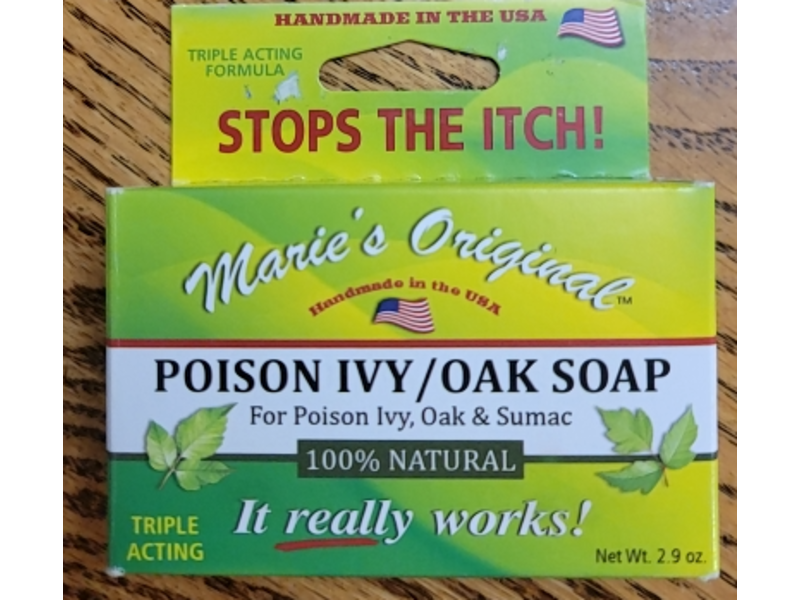 HANDMADE IN THE USA
TRIPLE ACTING
FORMULA
STOPS THE ITCH!
Marie's Original™
Handmade in the USA
POISON IVY/OAK SOAP
For Poison Ivy, Oak & Sumac
100% NATURAL
It really works!
TRIPLE
ACTING
Net Wt. 2.9 oz.